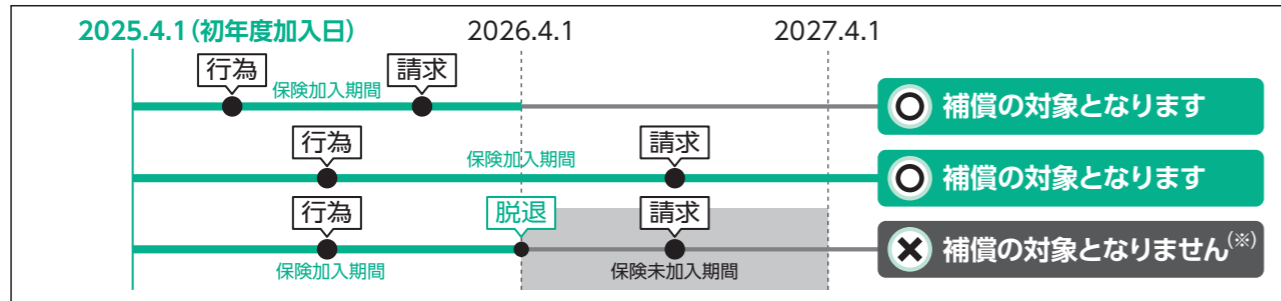 2025.4.1（初年度加入日） 2026.4.1 2027.4.1
行為 請求
保険加入期間
補償の対象となります
行為 請求
保険加入期間
補償の対象となります
行為 脱退 請求
補償の対象となりません(※)
保険加入期間 保険未加入期間